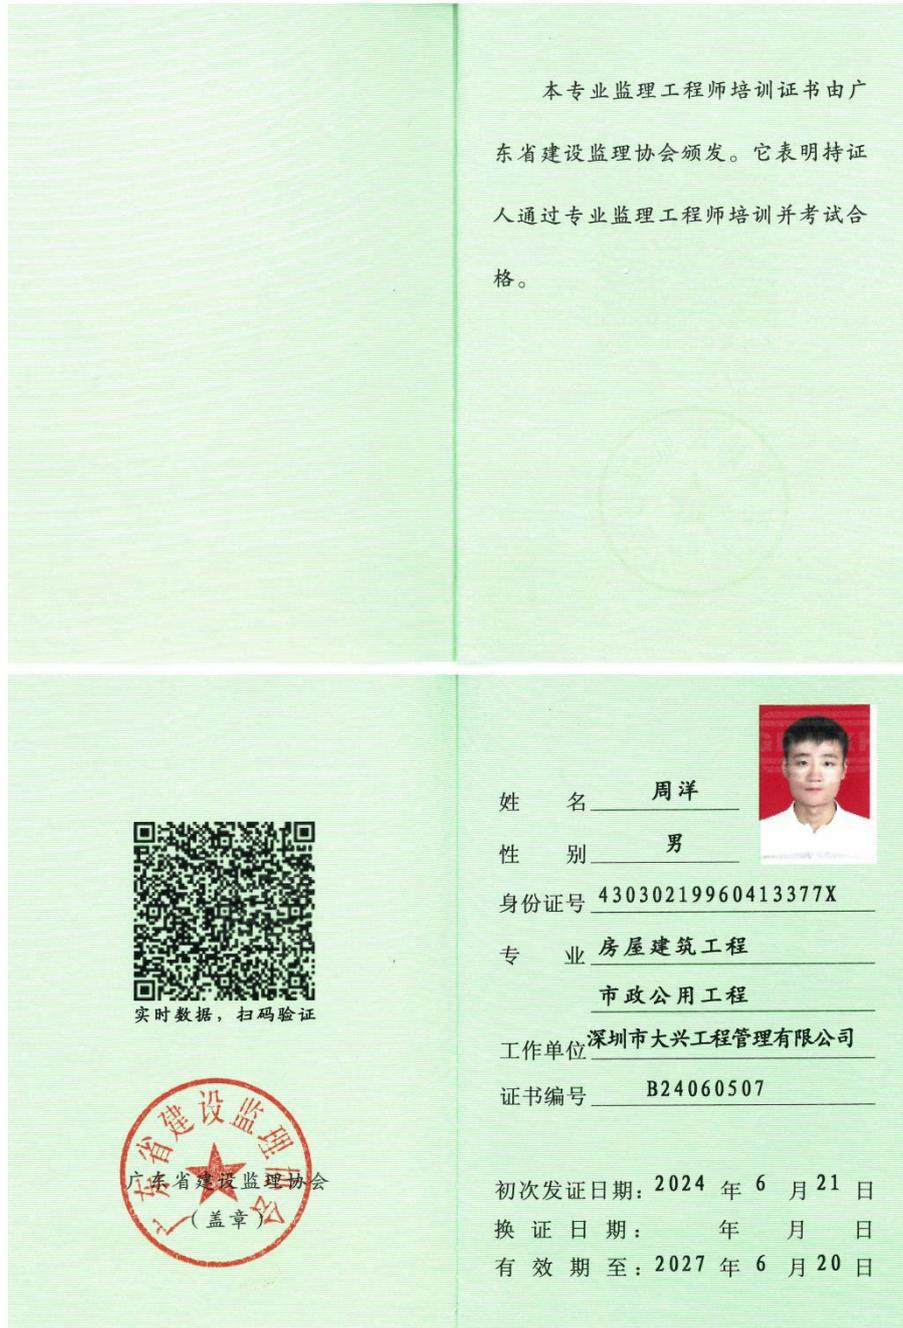 本专业监理工程师培训证书由广
东省建设监理协会颁发。它表明持证
人通过专业监理工程师培训并考试合
格。
实时数据，扫码验证
广东省建设监理协会
广东省建设监理协会
（盖章）
姓 名 周洋
性 别 男
身份证号 43030219960413377X
专 业 房屋建筑工程
市政公用工程
工作单位 深圳市大兴工程管理有限公司
证书编号 B24060507
初次发证日期：2024 年 6 月 21 日
换 证 日 期： 年 月 日
有 效 期 至：2027 年 6 月 20 日